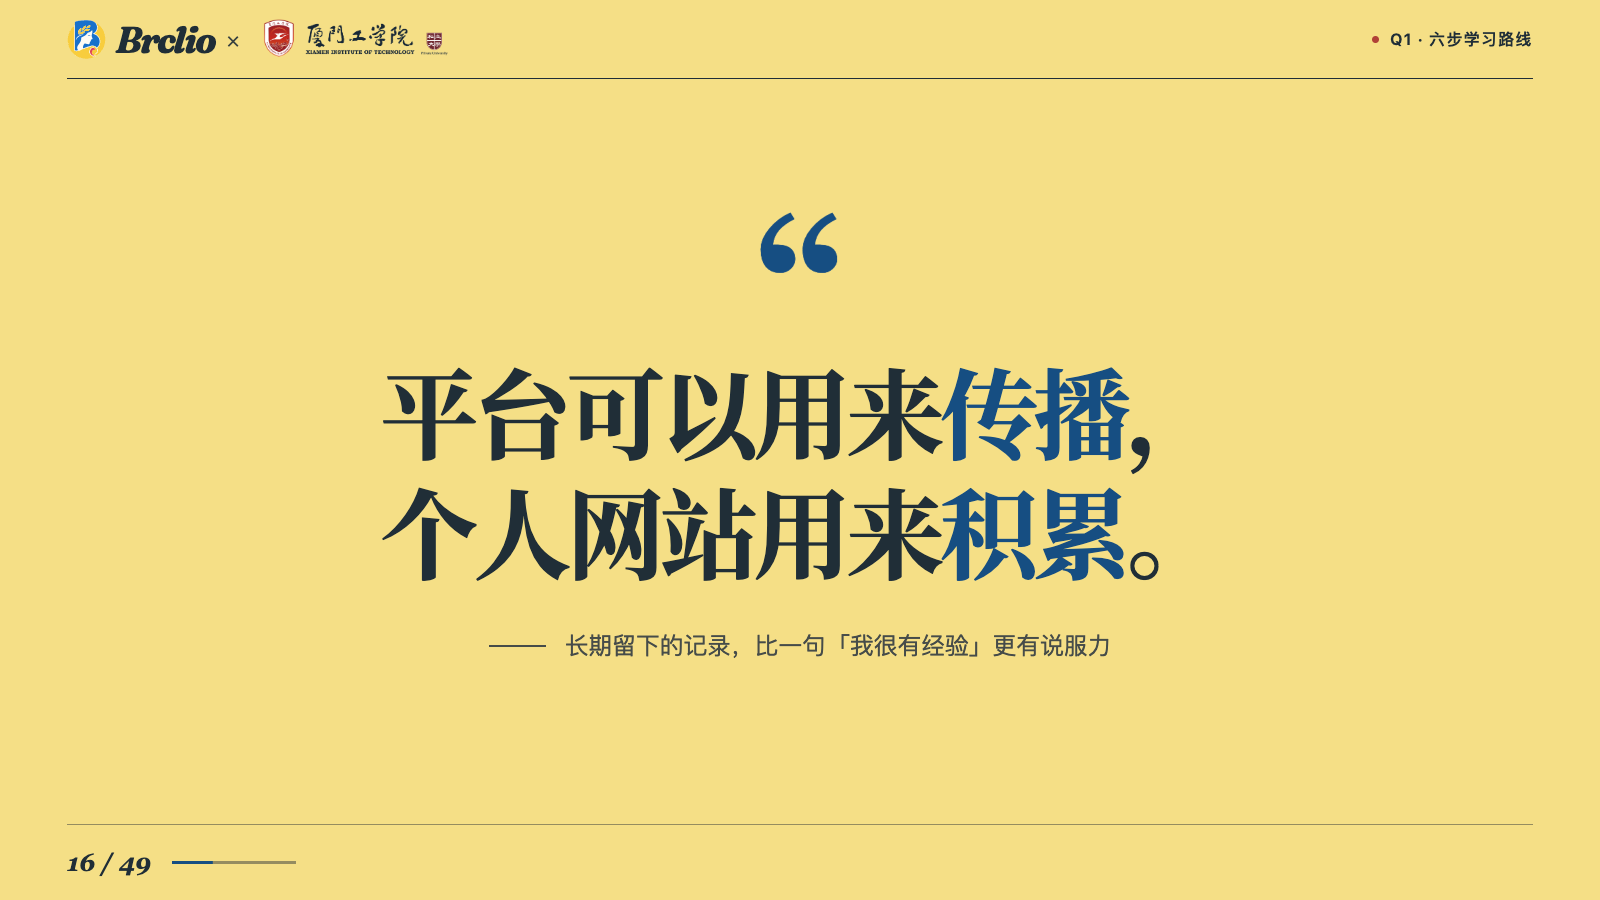 Brclio ×
厦門工学院
XIAMEN INSTITUTE OF TECHNOLOGY
Q1 · 六步学习路线
“
平台可以用来传播，
个人网站用来积累。
—— 长期留下的记录，比一句「我很有经验」更有说服力
16 / 49